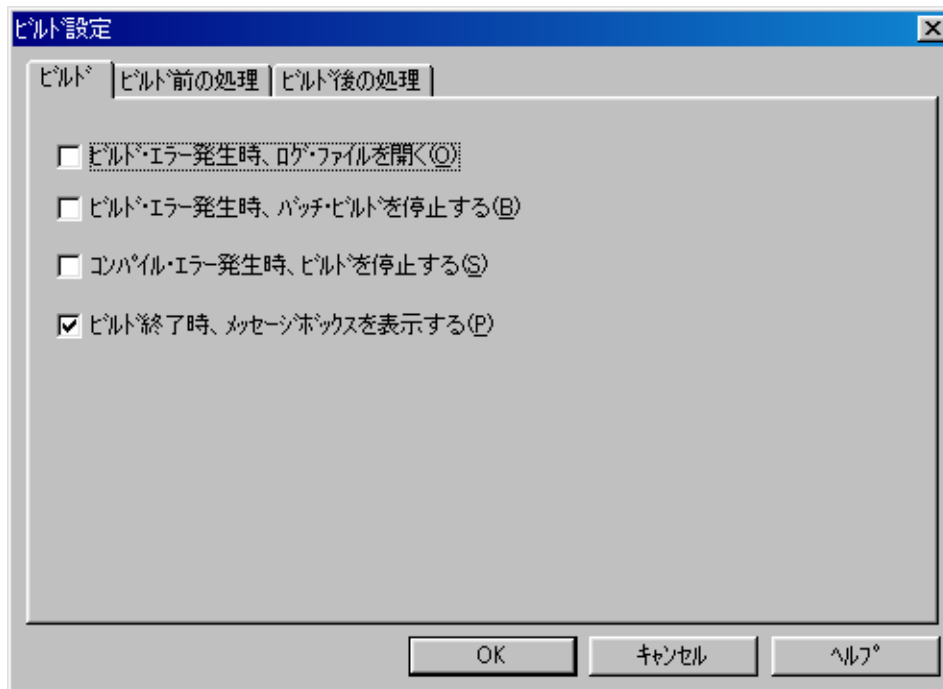 ﾋﾞﾙﾄﾞ設定
ﾋﾞﾙﾄﾞ ﾋﾞﾙﾄﾞ前の処理 ﾋﾞﾙﾄﾞ後の処理
ﾋﾞﾙﾄﾞ･ｴﾗｰ発生時、ﾛｸﾞ･ﾌｧｲﾙを開く(O)
ﾋﾞﾙﾄﾞ･ｴﾗｰ発生時、ﾊﾞｯﾁ･ﾋﾞﾙﾄﾞを停止する(B)
ｺﾝﾊﾟｲﾙ･ｴﾗｰ発生時、ﾋﾞﾙﾄﾞを停止する(S)
ﾋﾞﾙﾄﾞ終了時、ﾒｯｾｰｼﾞﾎﾞｯｸｽを表示する(P)
OK ｷｬﾝｾﾙ ﾍﾙﾌﾟ